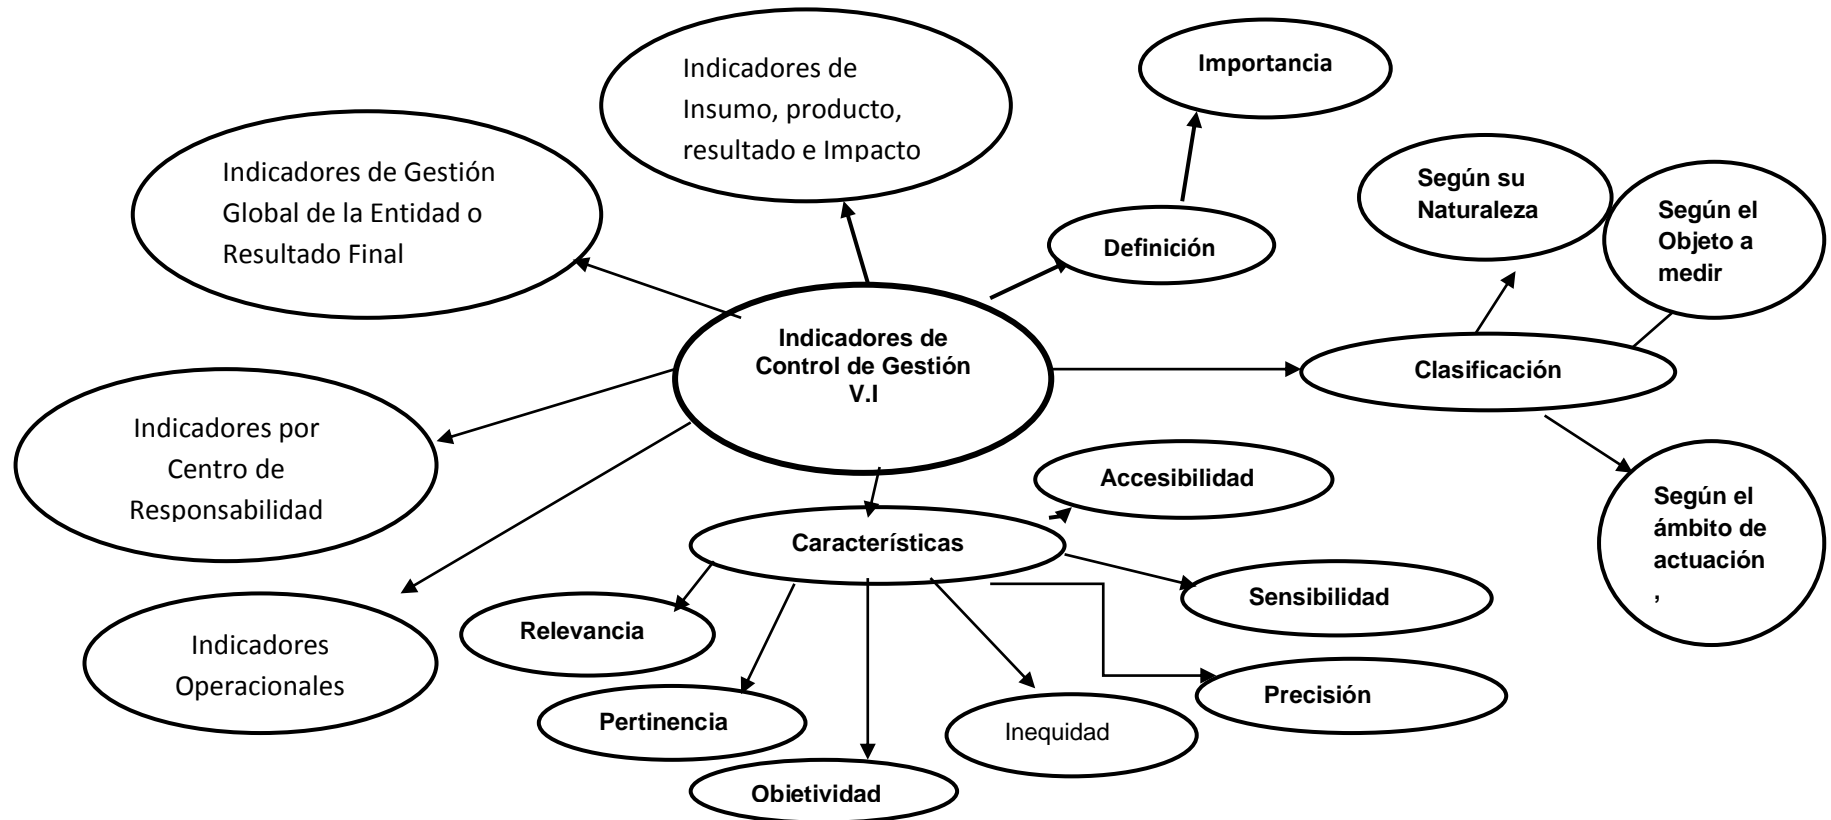 Indicadores de
Insumo, producto,
resultado e Impacto
Importancia
Indicadores de Gestión
Global de la Entidad o
Resultado Final
Según su
Naturaleza
Según el
Objeto a
medir
Definición
Indicadores de
Control de Gestión
V.I
Clasificación
Indicadores por
Centro de
Responsabilidad
Accesibilidad
Según el
ámbito de
actuación
,
Características
Sensibilidad
Relevancia
Indicadores
Operacionales
Precisión
Pertinencia
Inequidad
Objetividad